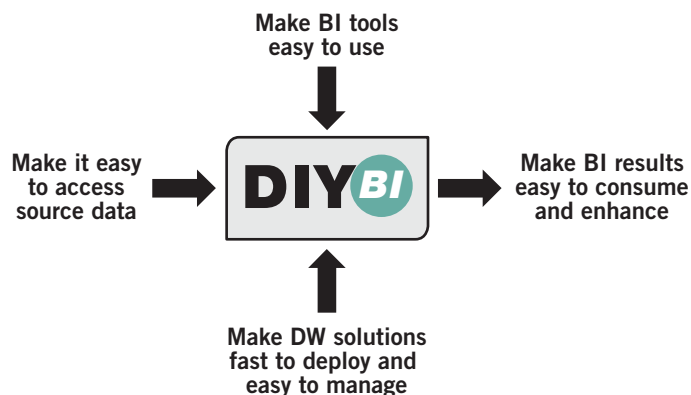 Make BI tools
easy to use
Make it easy
to access
source data
DIY BI
Make BI results
easy to consume
and enhance
Make DW solutions
fast to deploy and
easy to manage